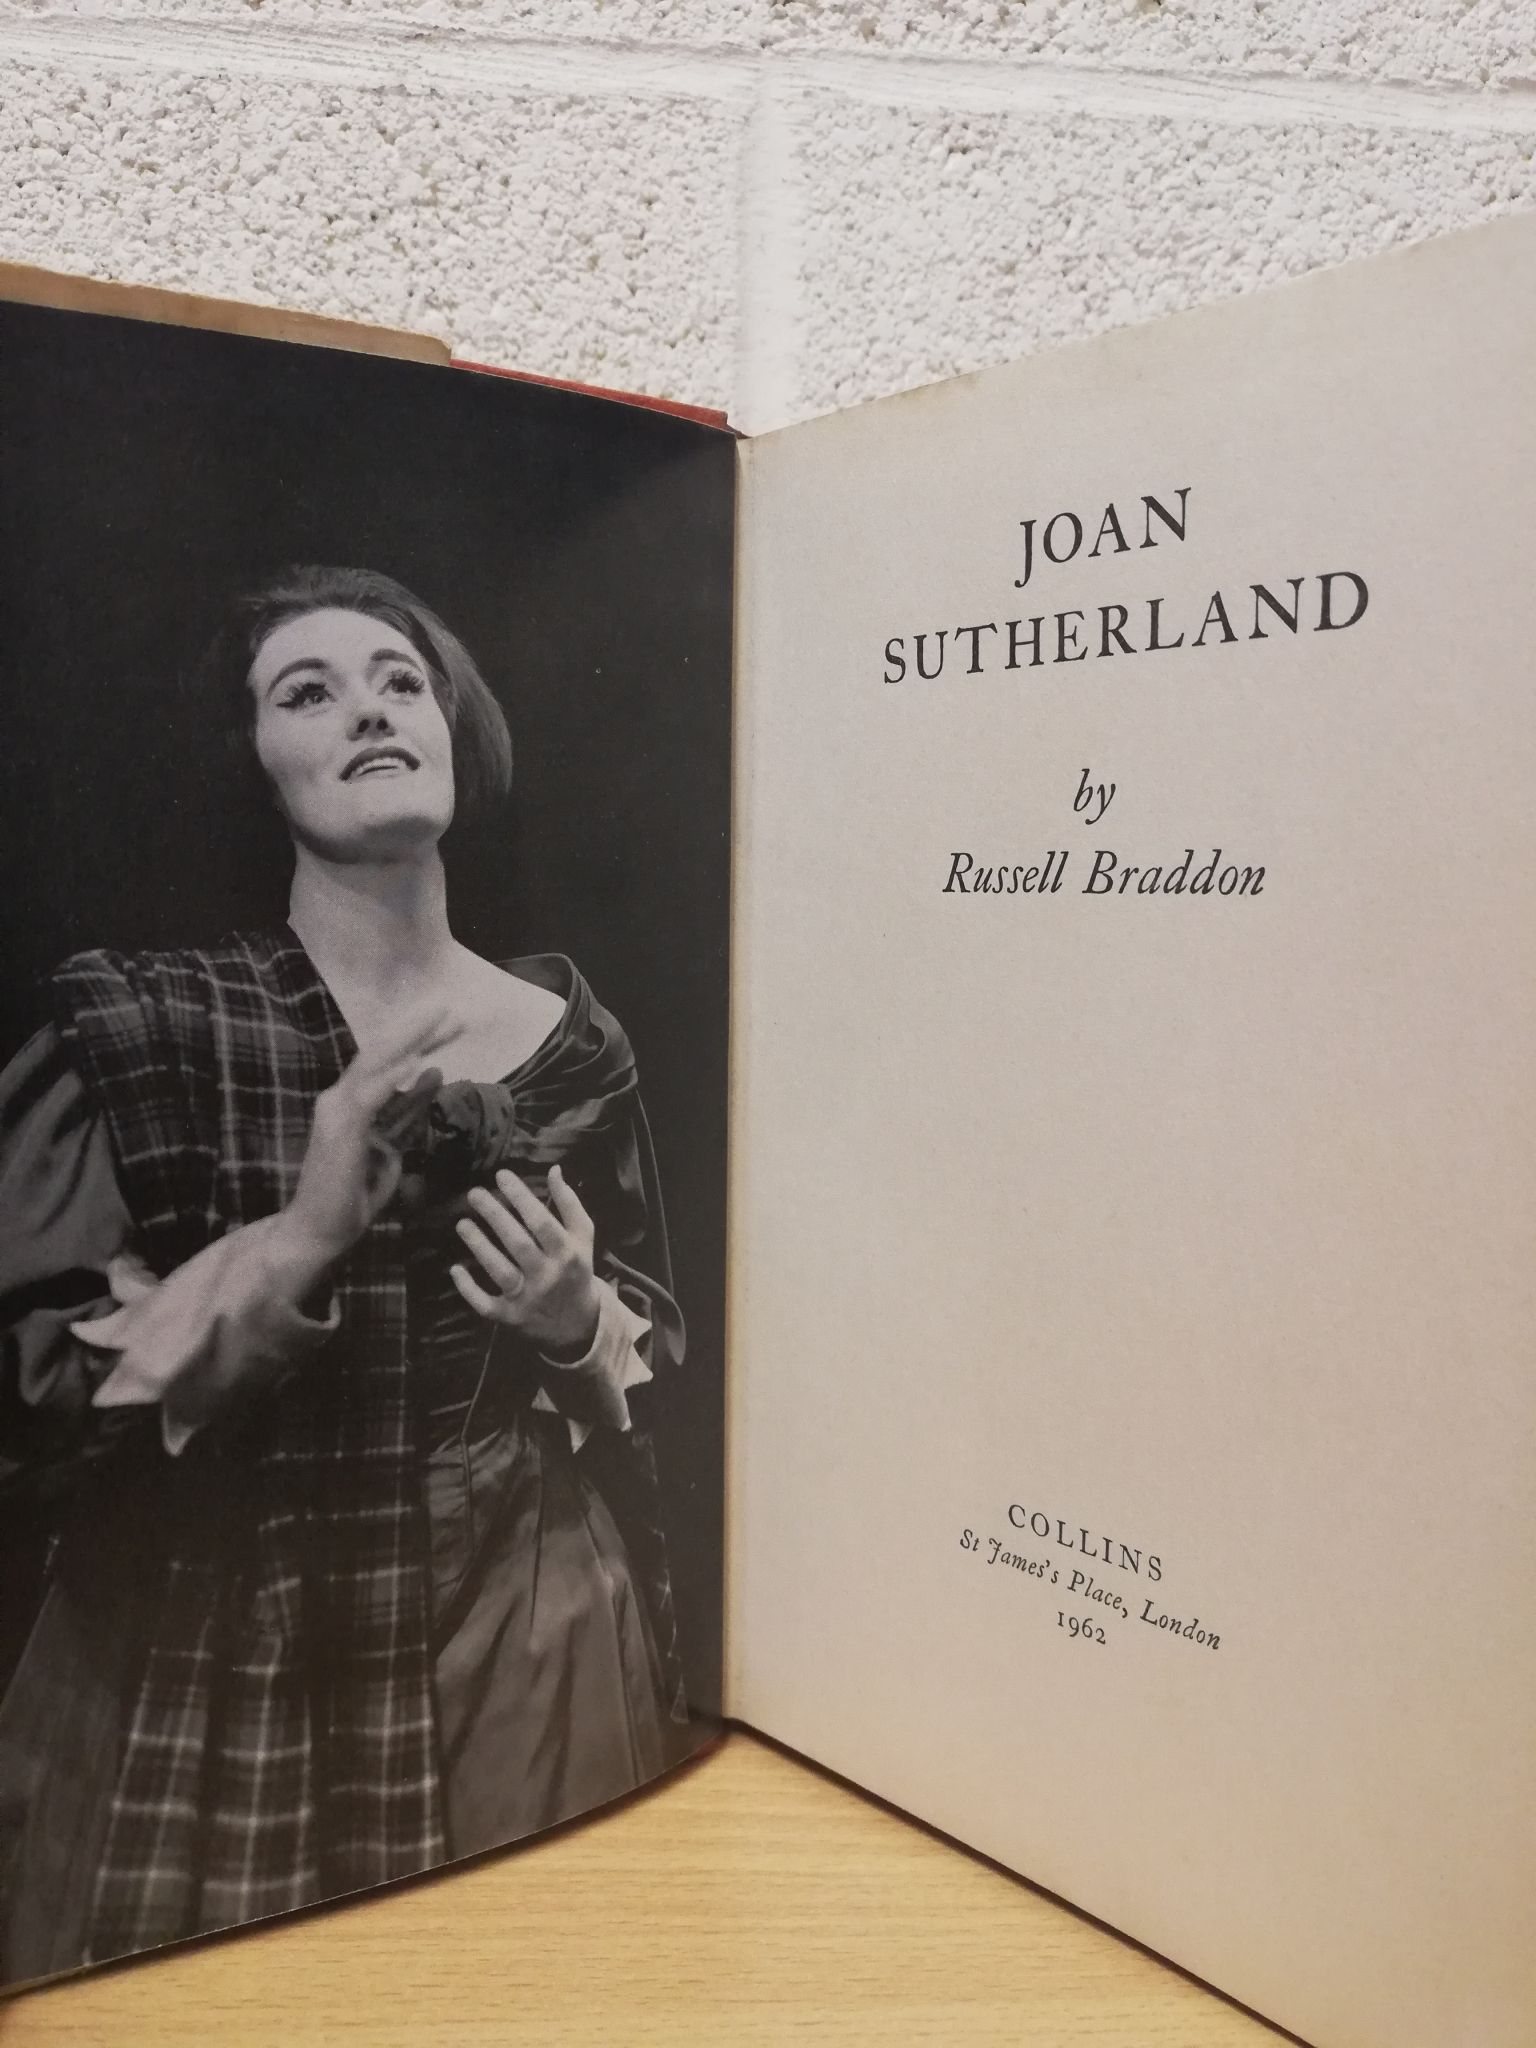 JOAN
SUTHERLAND
by
Russell Braddon
COLLINS
St James's Place, London
1962